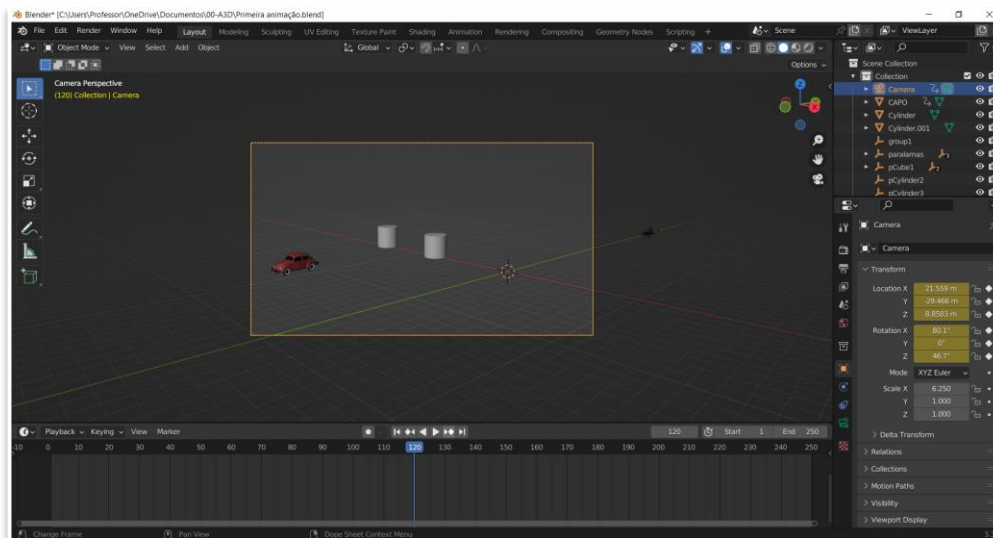 Blender* [C:\Users\Professor\OneDrive\Documentos\00-A3D\Primeira animação.blend]
File Edit Render Window Help Layout Modeling Sculpting UV Editing Texture Paint Shading Animation Rendering Compositing Geometry Nodes Scripting + Scene ViewLayer
Object Mode View Select Add Object Global
Options
Camera Perspective
(120) Collection | Camera
Z
Scene Collection
Collection
Camera
CAPO
Cylinder
Cylinder.001
group1
paralamas 3
pCube1 2
pCylinder2
pCylinder3
Camera
Camera
Transform
Location X 21.559 m
Y -29.466 m
Z 8.8583 m
Rotation X 80.1°
Y 0°
Z 46.7°
Mode XYZ Euler
Scale X 6.250
Y 1.000
Z 1.000
Delta Transform
Relations
Collections
Motion Paths
Visibility
Viewport Display
Playback Keying View Marker 120 Start 1 End 250
-10 0 10 20 30 40 50 60 70 80 90 100 110 120 130 140 150 160 170 180 190 200 210 220 230 240 250
Change Frame Pan View Dope Sheet Context Menu